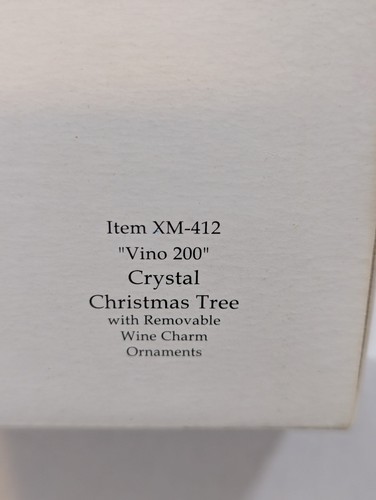 Item XM-412
"Vino 200"
Crystal
Christmas Tree
with Removable
Wine Charm
Ornaments